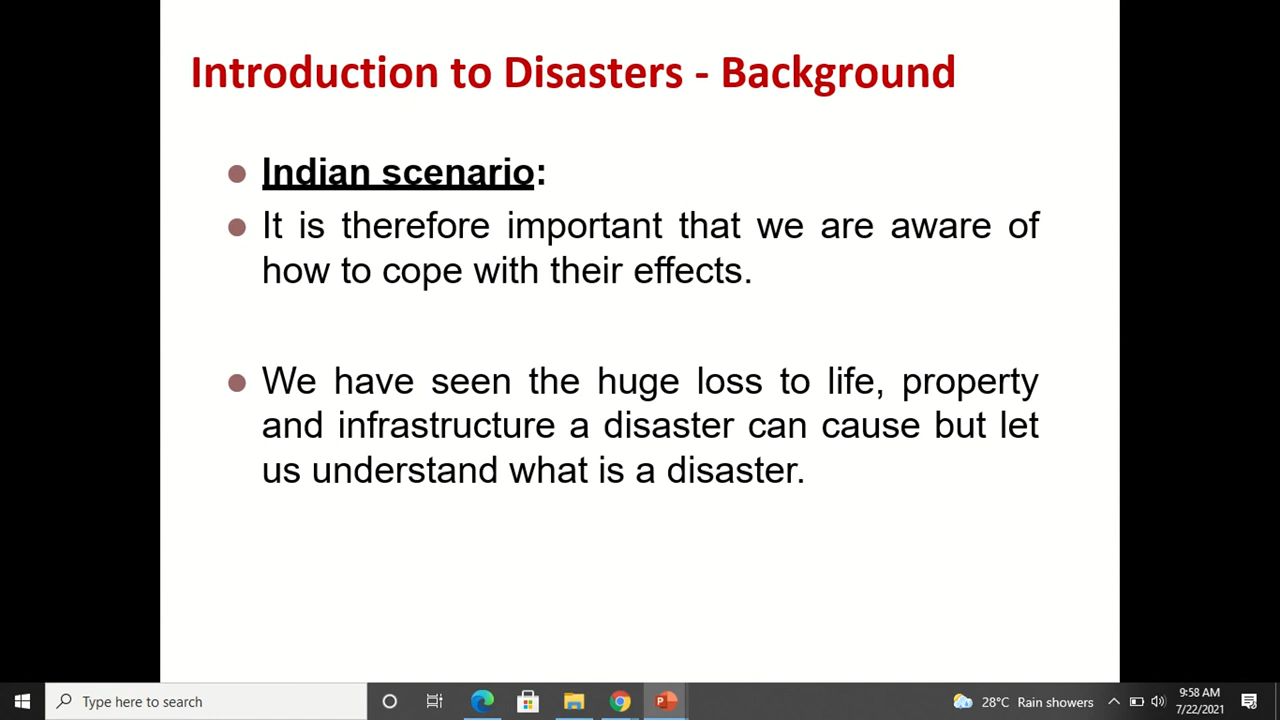 Introduction to Disasters - Background
Indian scenario:
It is therefore important that we are aware of
how to cope with their effects.
We have seen the huge loss to life, property
and infrastructure a disaster can cause but let
us understand what is a disaster.
Type here to search
28°C Rain showers
9:58 AM
7/22/2021